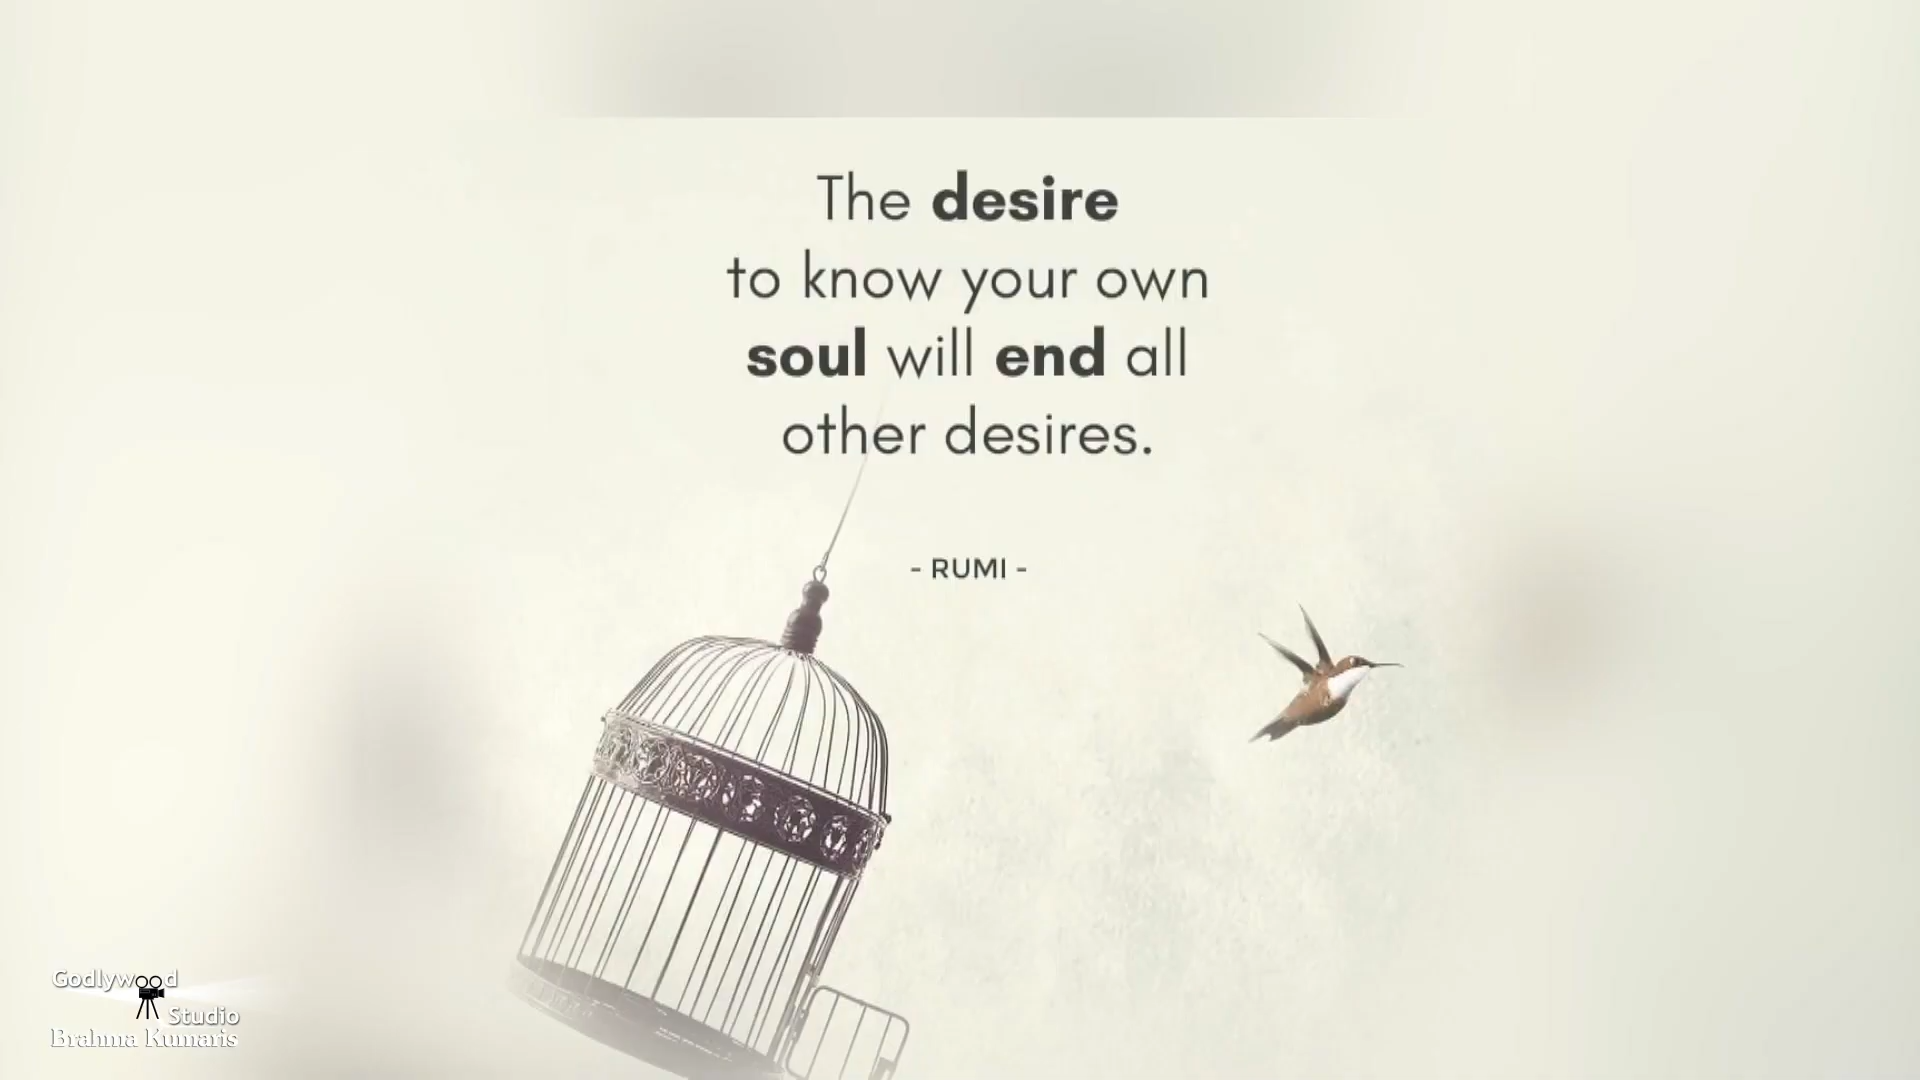 The desire
to know your own
soul will end all
other desires.
- RUMI -
Godlywood
Studio
Brahma Kumaris